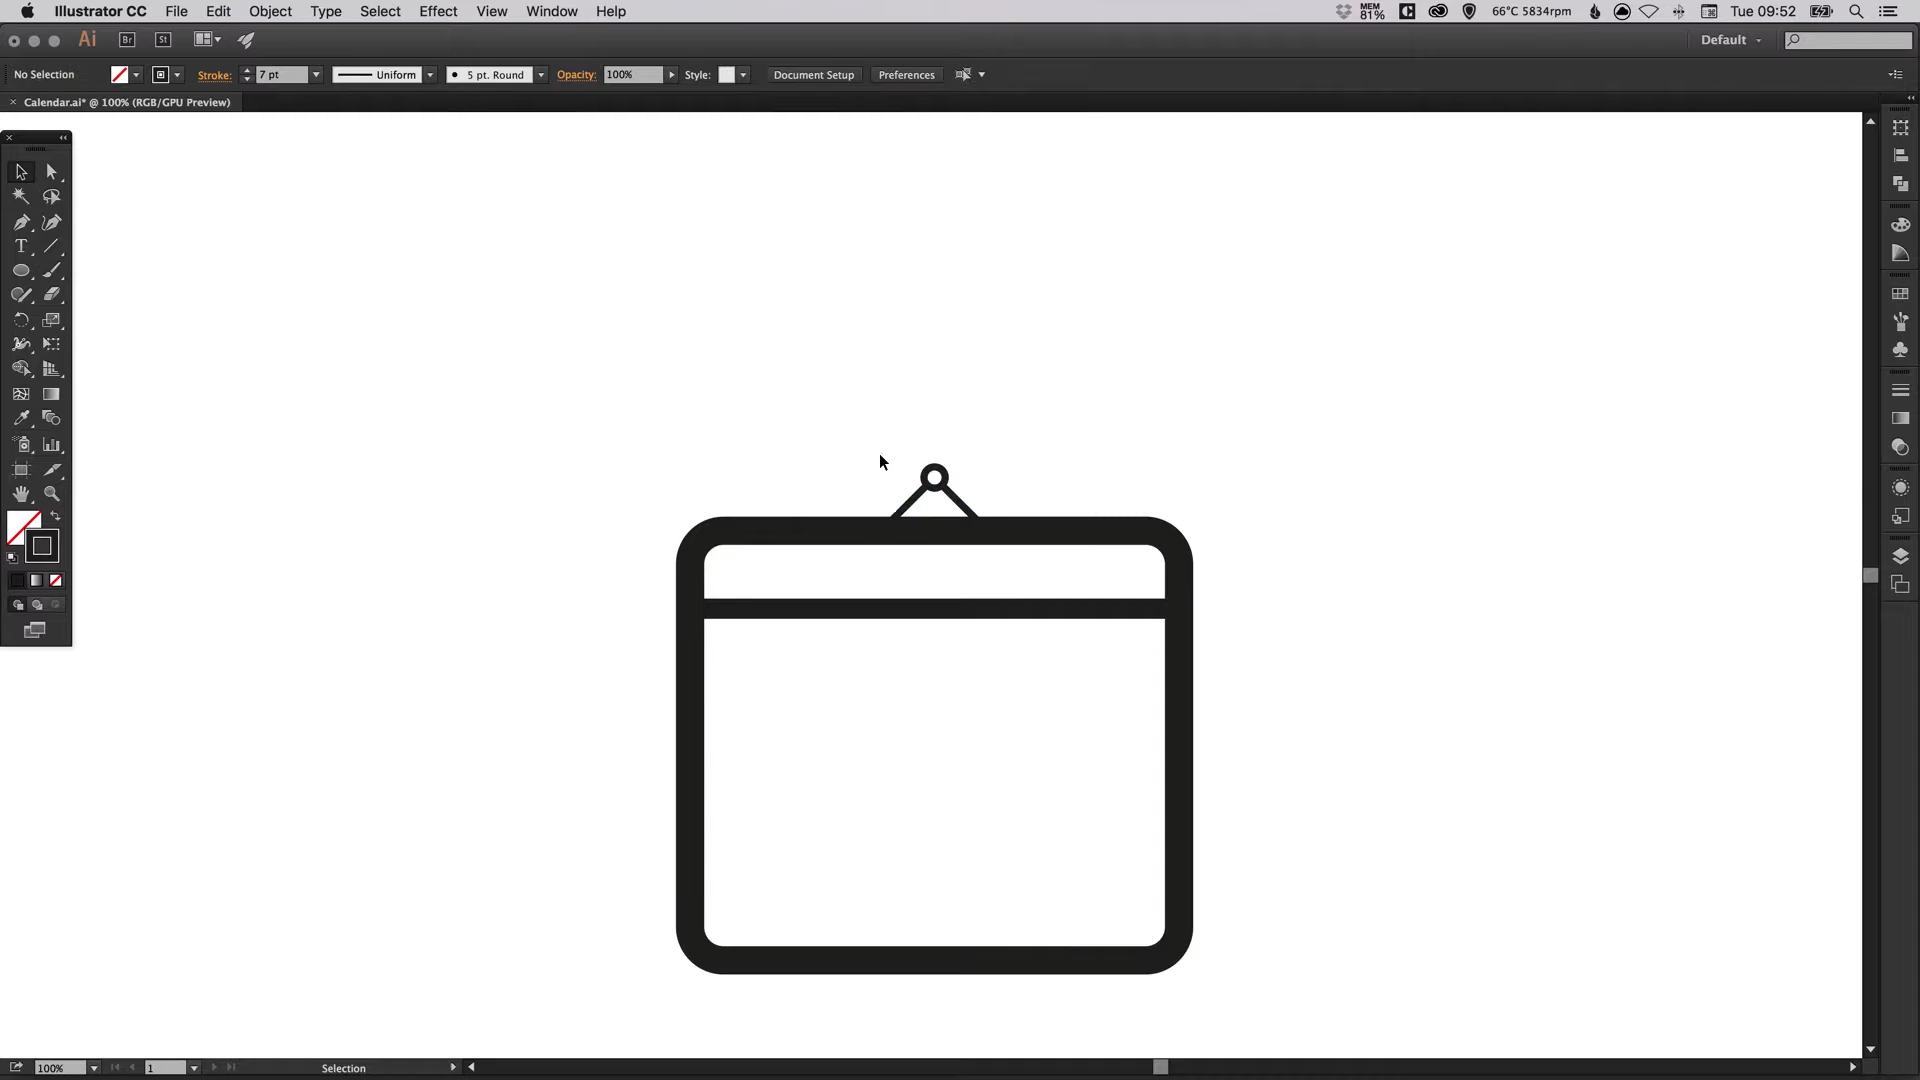 Illustrator CC File Edit Object Type Select Effect View Window Help MEM 81% 66°C 5834rpm Tue 09:52
Ai Br St Default
No Selection Stroke: 7 pt Uniform 5 pt. Round Opacity: 100% Style: Document Setup Preferences
Calendar.ai* @ 100% (RGB/GPU Preview)
T
100% 1 Selection